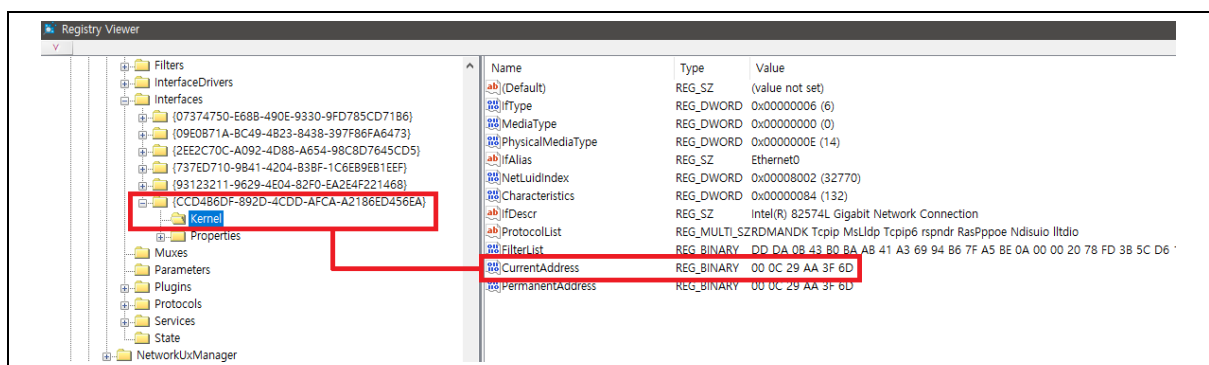 Registry Viewer
Filters
InterfaceDrivers
Interfaces
{07374750-E68B-490E-9330-9FD785CD71B6}
{09E0B71A-BC49-4B23-8438-397F86FA6473}
{2EE2C70C-A092-4D88-A654-98C8D7645CD5}
{737ED710-9B41-4204-B3BF-1C6EB9EB1EEF}
{93123211-9629-4E04-82F0-EA2E4F221468}
{CCD4B6DF-892D-4CDD-AFCA-A2186ED456EA}
Kernel
Properties
Muxes
Parameters
Plugins
Protocols
Services
State
NetworkUxManager
Name Type Value
(Default) REG_SZ (value not set)
IfType REG_DWORD 0x00000006 (6)
MediaType REG_DWORD 0x00000000 (0)
PhysicalMediaType REG_DWORD 0x0000000E (14)
IfAlias REG_SZ Ethernet0
NetLuidIndex REG_DWORD 0x00008002 (32770)
Characteristics REG_DWORD 0x00000084 (132)
IfDescr REG_SZ Intel(R) 82574L Gigabit Network Connection
ProtocolList REG_MULTI_SZ RDMANDK Tcpip MsLldp Tcpip6 rspndr RasPppoe Ndisuio lltdio
FilterList REG_BINARY DD DA 0B 43 B0 BA AB 41 A3 69 94 B6 7F A5 BE 0A 00 00 20 78 FD 3B 5C D6
CurrentAddress REG_BINARY 00 0C 29 AA 3F 6D
PermanentAddress REG_BINARY 00 0C 29 AA 3F 6D